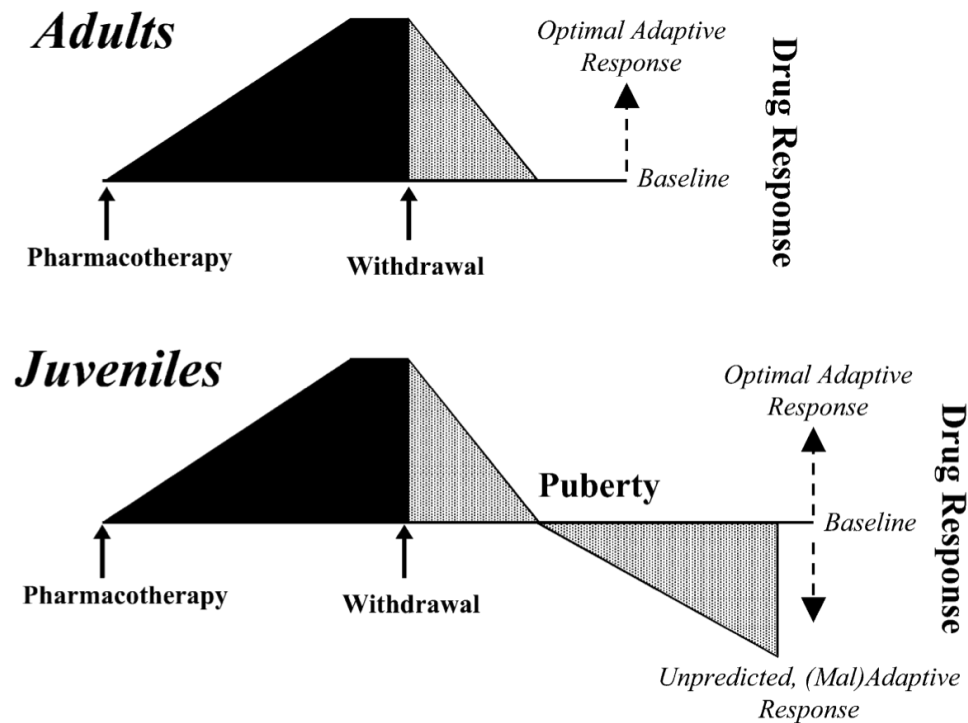 Adults
Optimal Adaptive
Response
Drug Response
Baseline
Pharmacotherapy
Withdrawal
Juveniles
Optimal Adaptive
Response
Drug Response
Puberty
Baseline
Pharmacotherapy
Withdrawal
Unpredicted, (Mal)Adaptive
Response